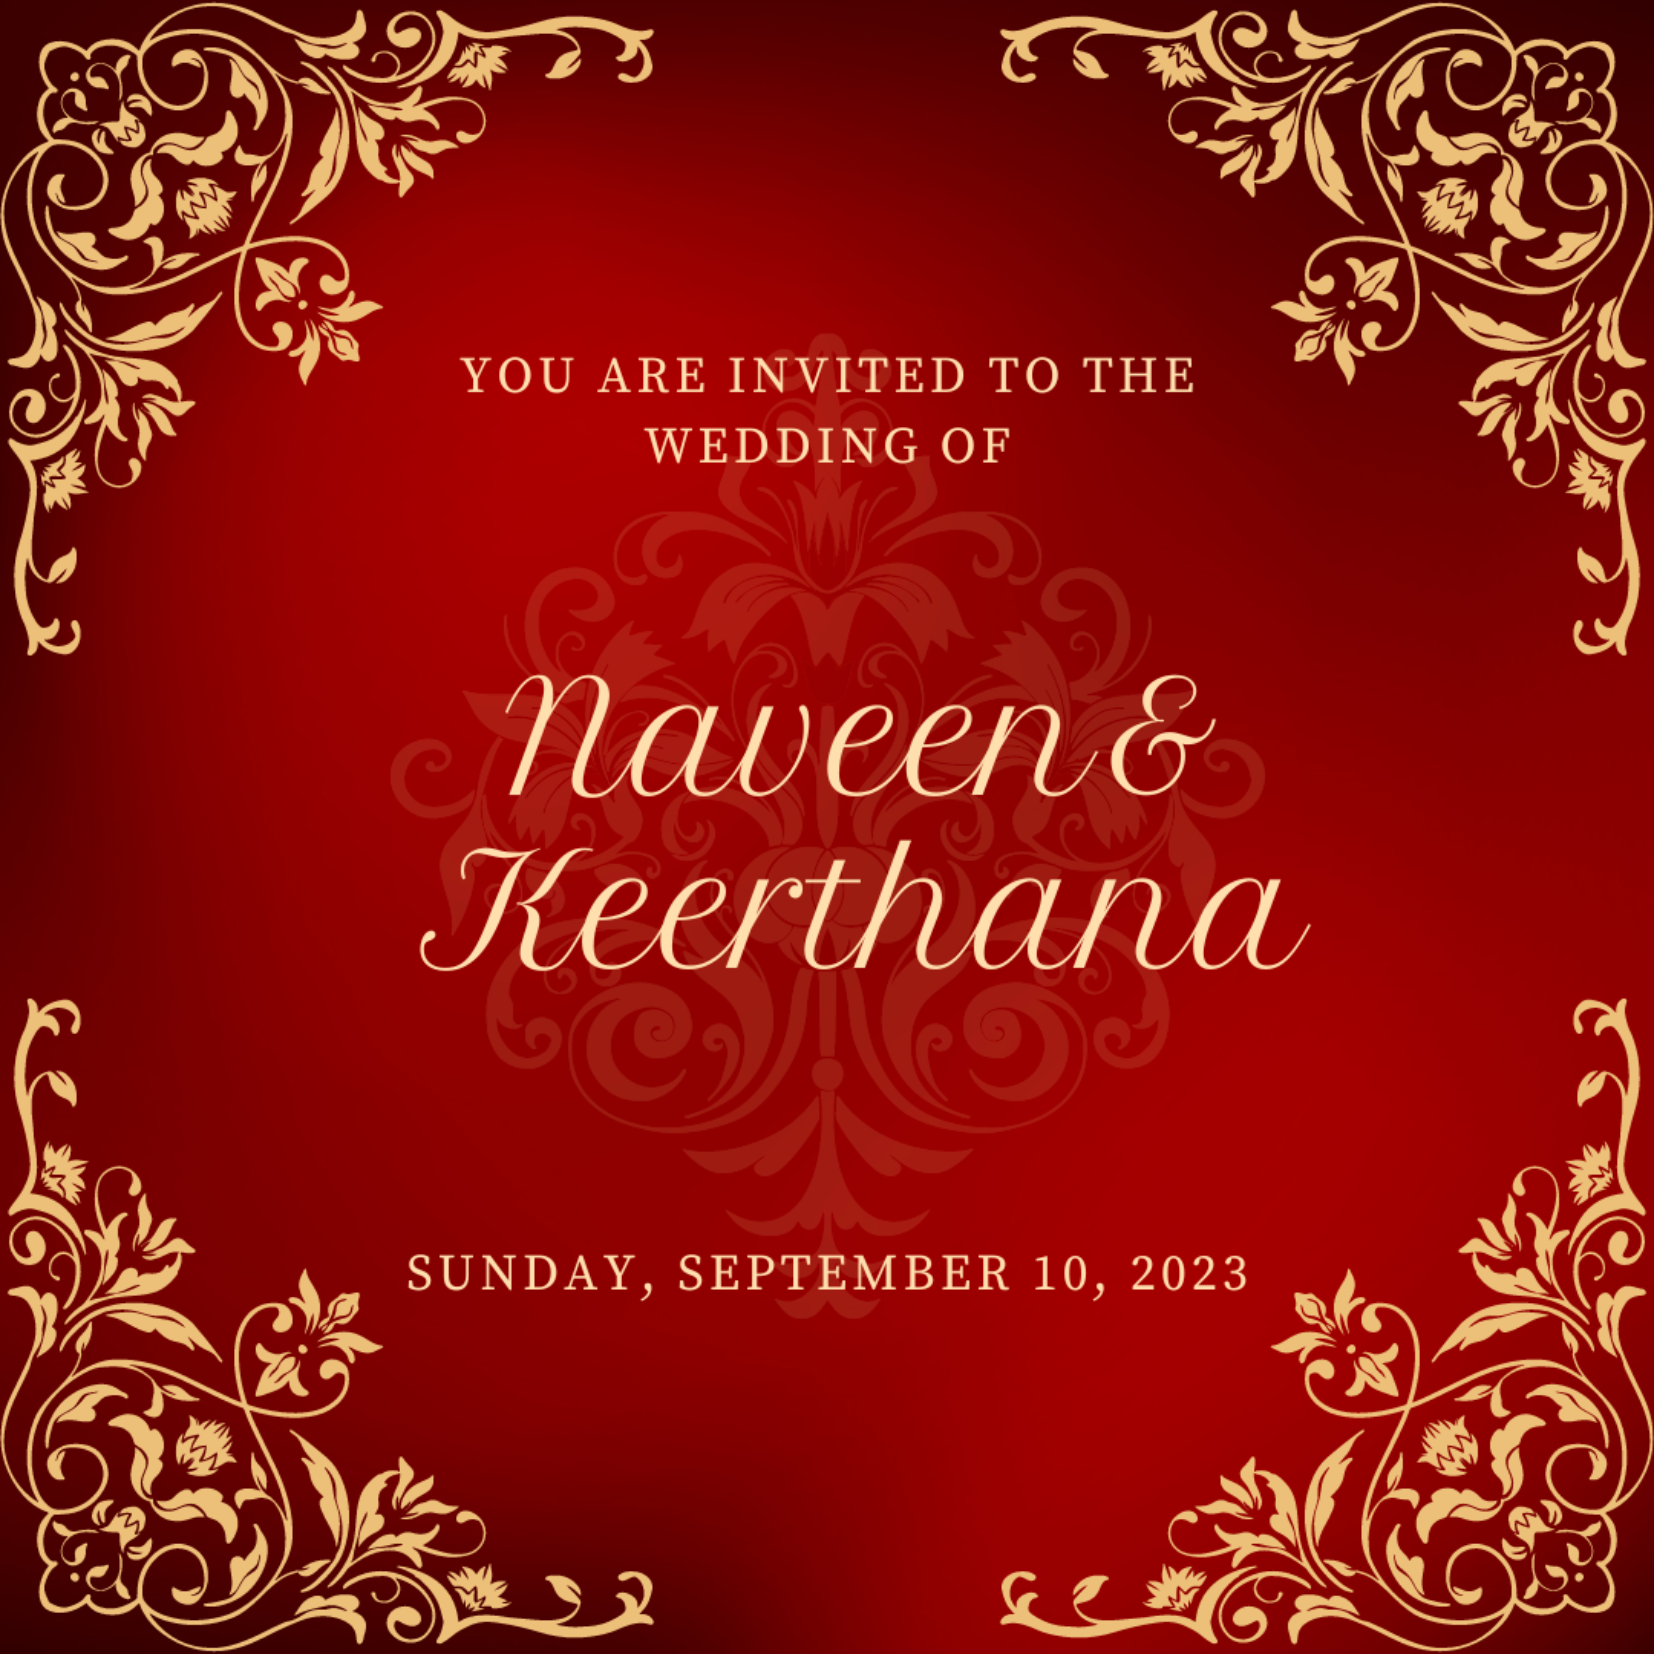 YOU ARE INVITED TO THE
WEDDING OF
Naveen &
Keerthana
SUNDAY, SEPTEMBER 10, 2023